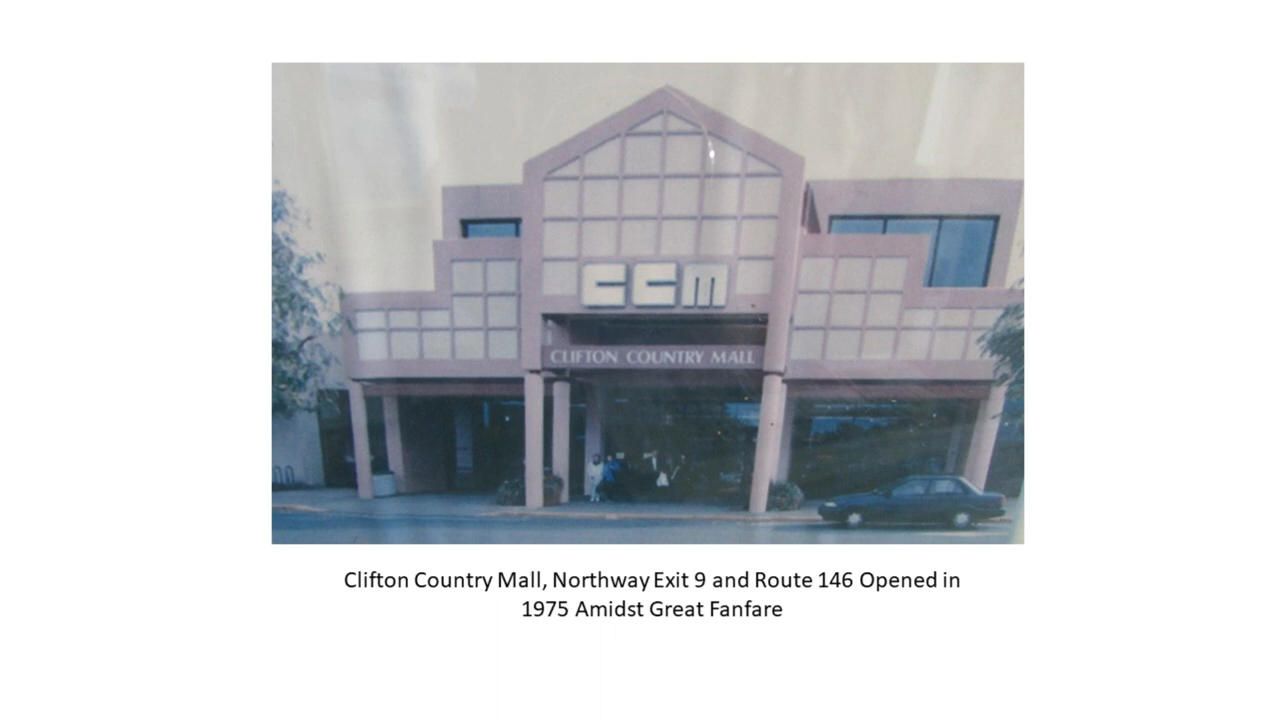 CCM
CLIFTON COUNTRY MALL
Clifton Country Mall, Northway Exit 9 and Route 146 Opened in
1975 Amidst Great Fanfare